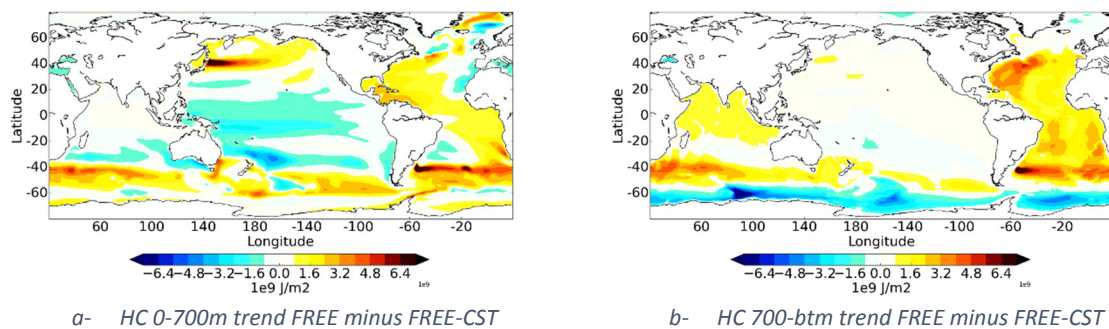 60
40
20
0
-20
-40
-60
Latitude
60 100 140 180 -140 -100 -60 -20
Longitude
-6.4 -4.8 -3.2 -1.6 0.0 1.6 3.2 4.8 6.4
1e9 J/m2
1e9
a- HC 0-700m trend FREE minus FREE-CST
60
40
20
0
-20
-40
-60
Latitude
60 100 140 180 -140 -100 -60 -20
Longitude
-6.4 -4.8 -3.2 -1.6 0.0 1.6 3.2 4.8 6.4
1e9 J/m2
1e9
b- HC 700-btm trend FREE minus FREE-CST